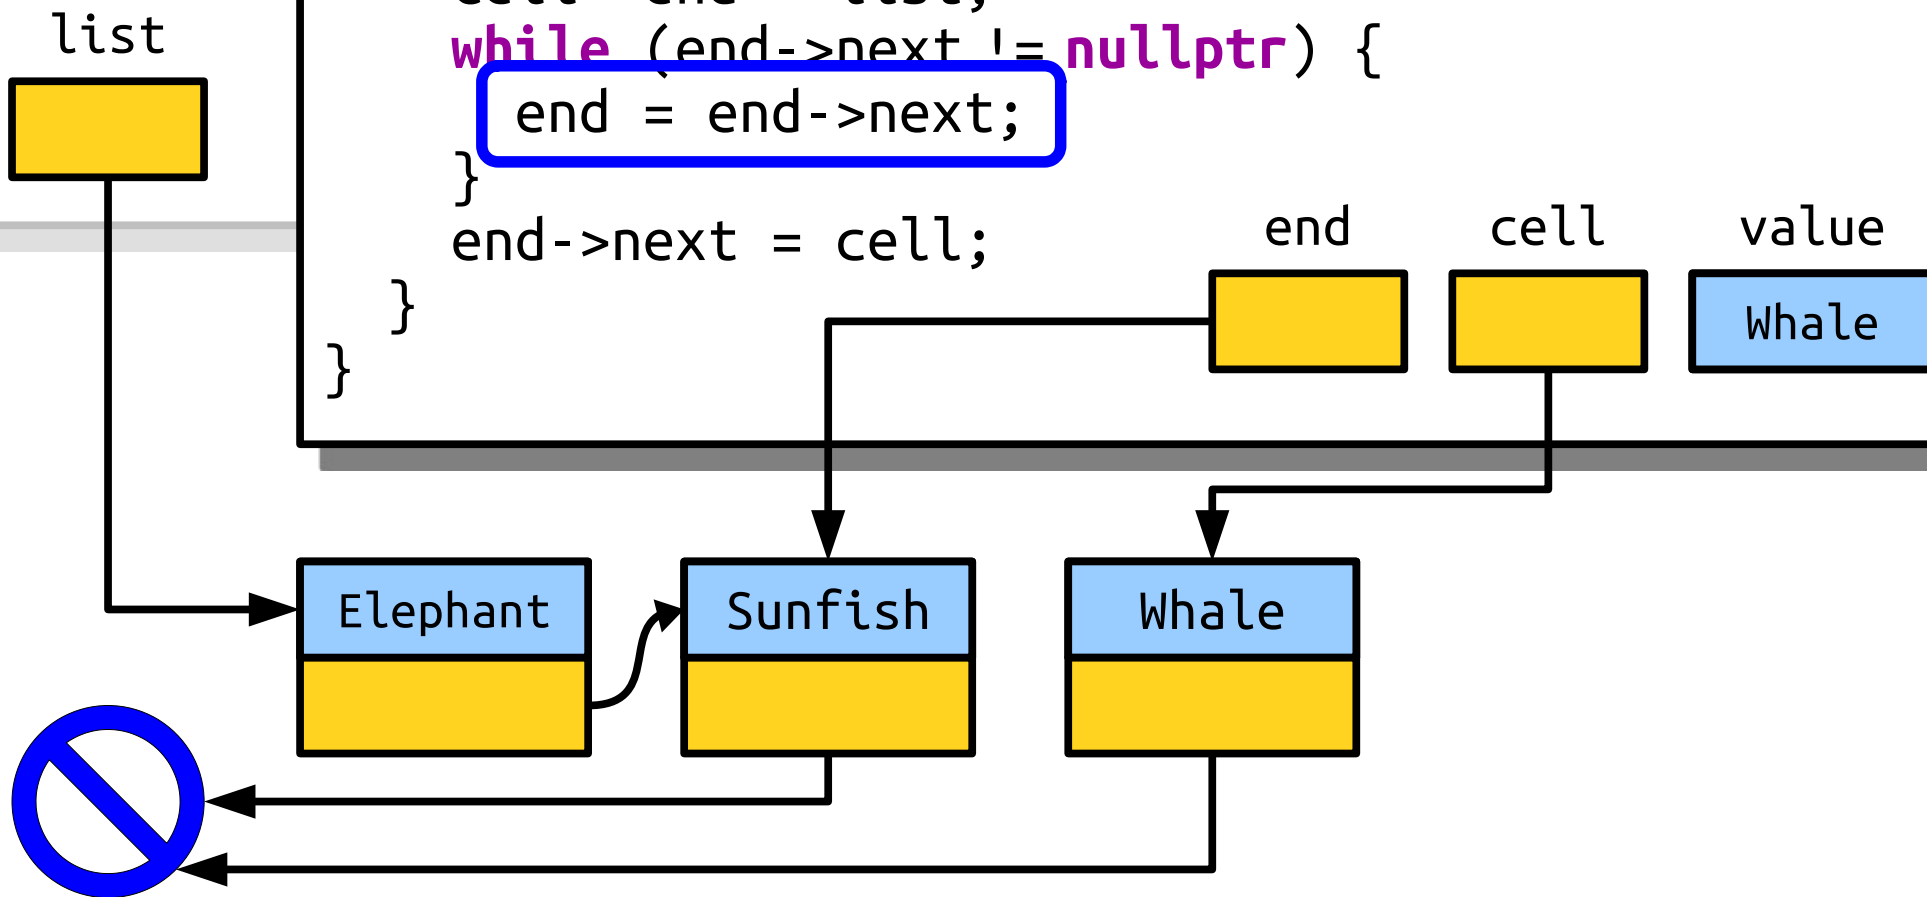 list
while (end->next != nullptr) {
end = end->next;
}
end->next = cell;
}
}
end
cell
value
Whale
Elephant
Sunfish
Whale